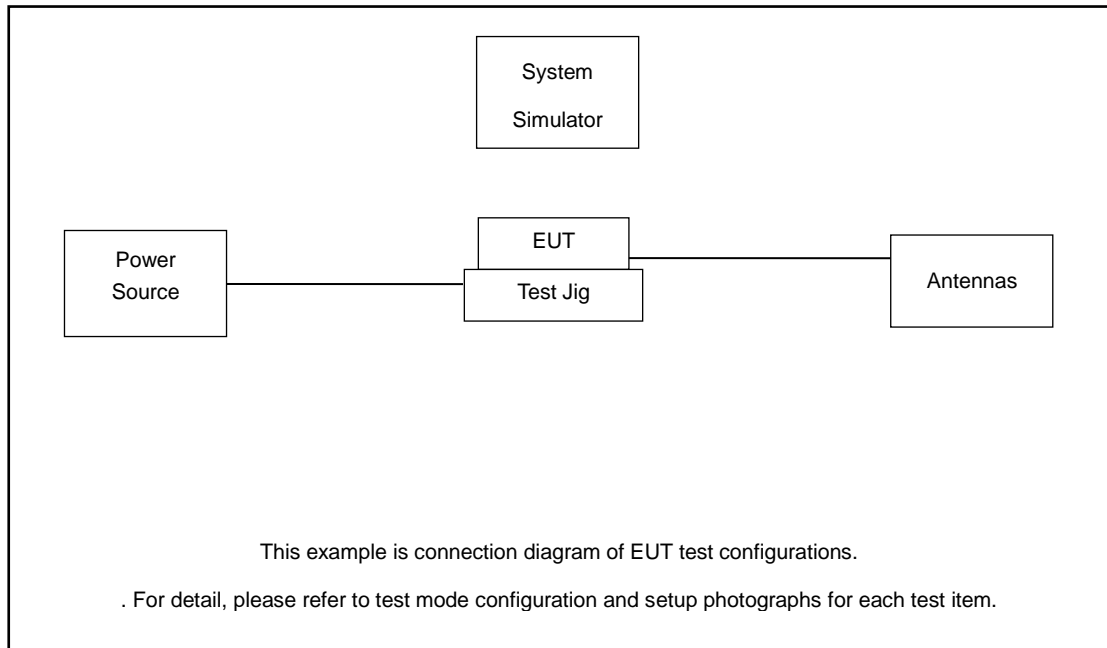 System
Simulator
EUT
Power
Source
Test Jig
Antennas
This example is connection diagram of EUT test configurations.
. For detail, please refer to test mode configuration and setup photographs for each test item.